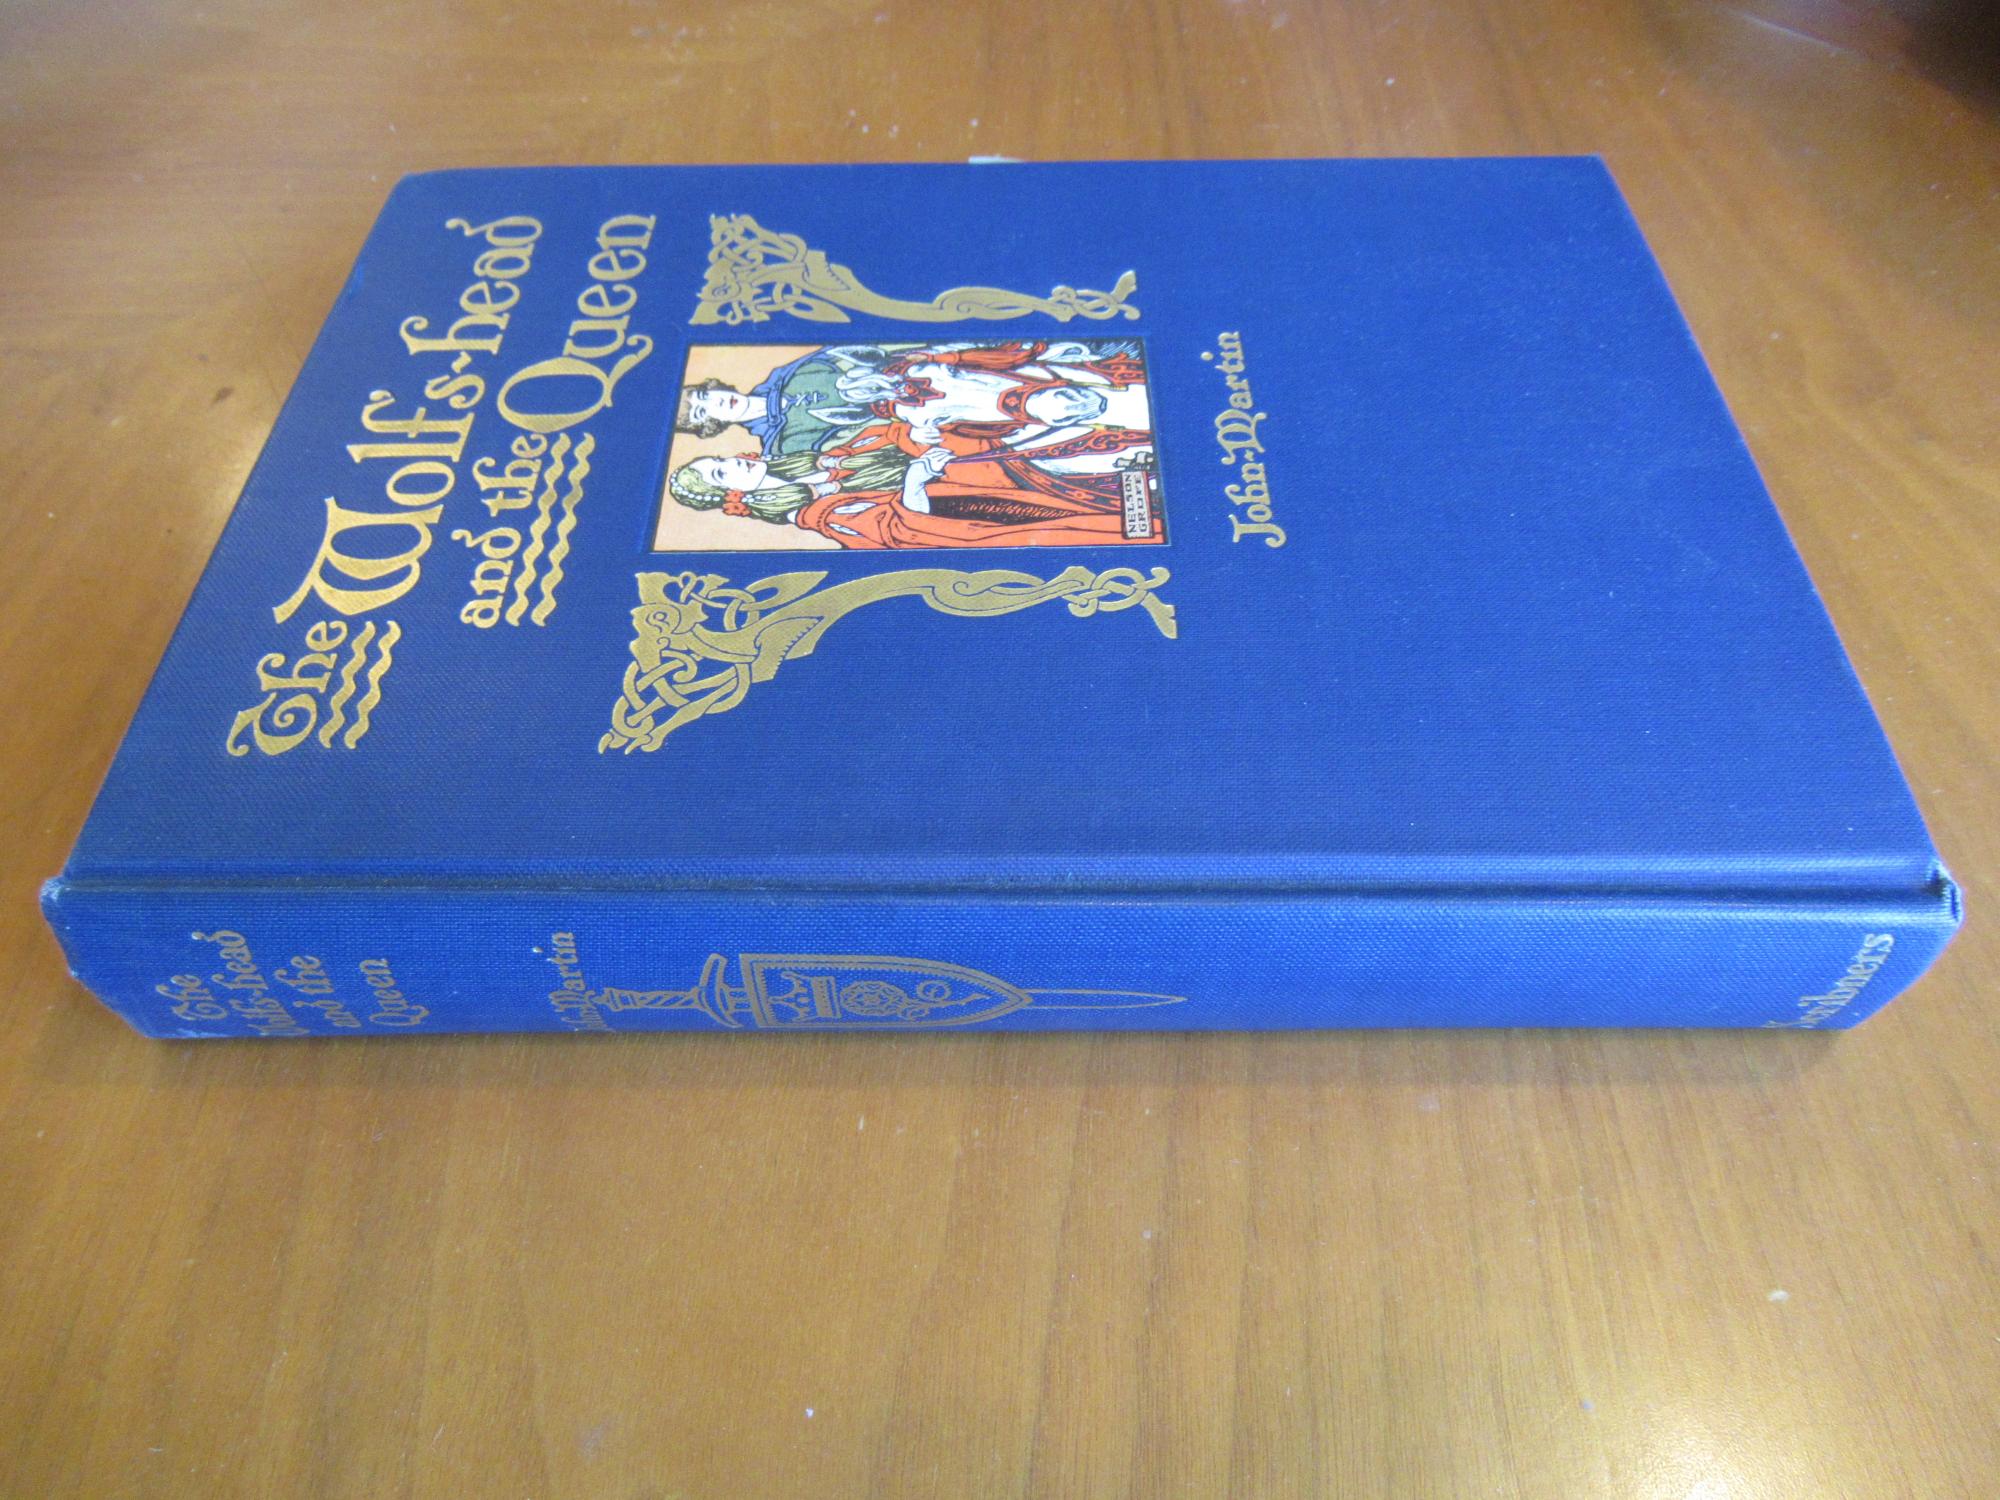 The
Wolf's-head
and the
Queen
NELSON
GROFE
John-Martin
The
Wolf's-head
and the
Queen
John-Martin
Scribners